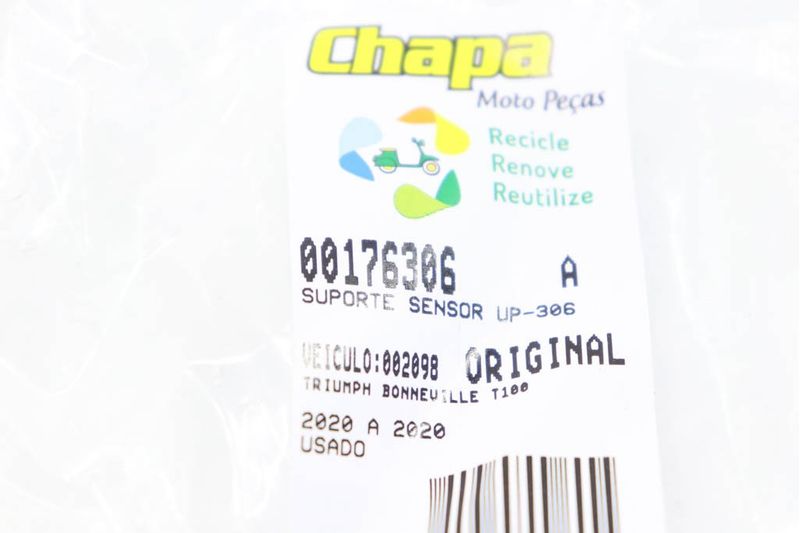 Chapa
Moto Peças
Recicle
Renove
Reutilize
00176306 A
SUPORTE SENSOR UP-306
VEICULO:002098 ORIGINAL
TRIUMPH BONNEVILLE T100
2020 A 2020
USADO